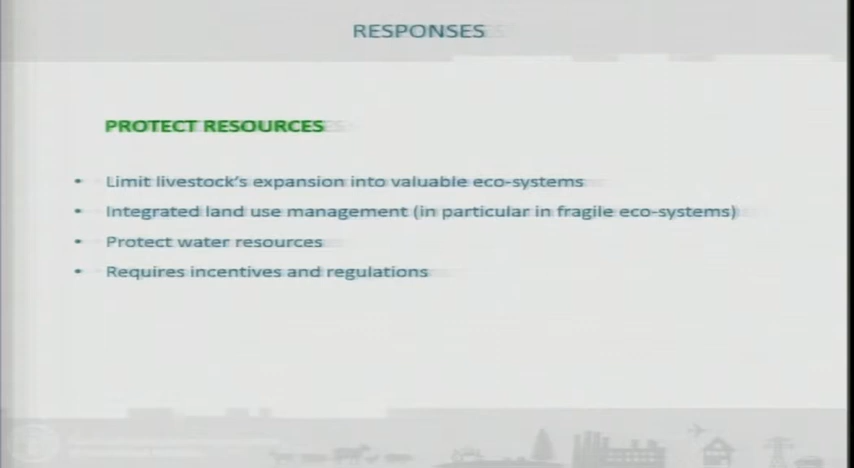 RESPONSES
PROTECT RESOURCES
• Limit livestock's expansion into valuable eco-systems
• Integrated land use management (in particular in fragile eco-systems)
• Protect water resources
• Requires incentives and regulations